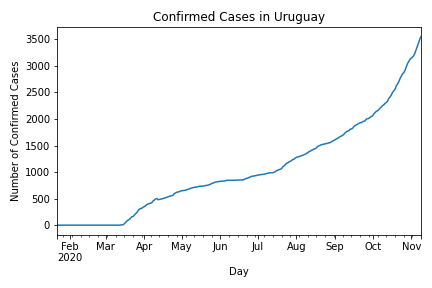 Confirmed Cases in Uruguay
Number of Confirmed Cases
3500
3000
2500
2000
1500
1000
500
0
Feb Mar Apr May Jun Jul Aug Sep Oct Nov
2020
Day